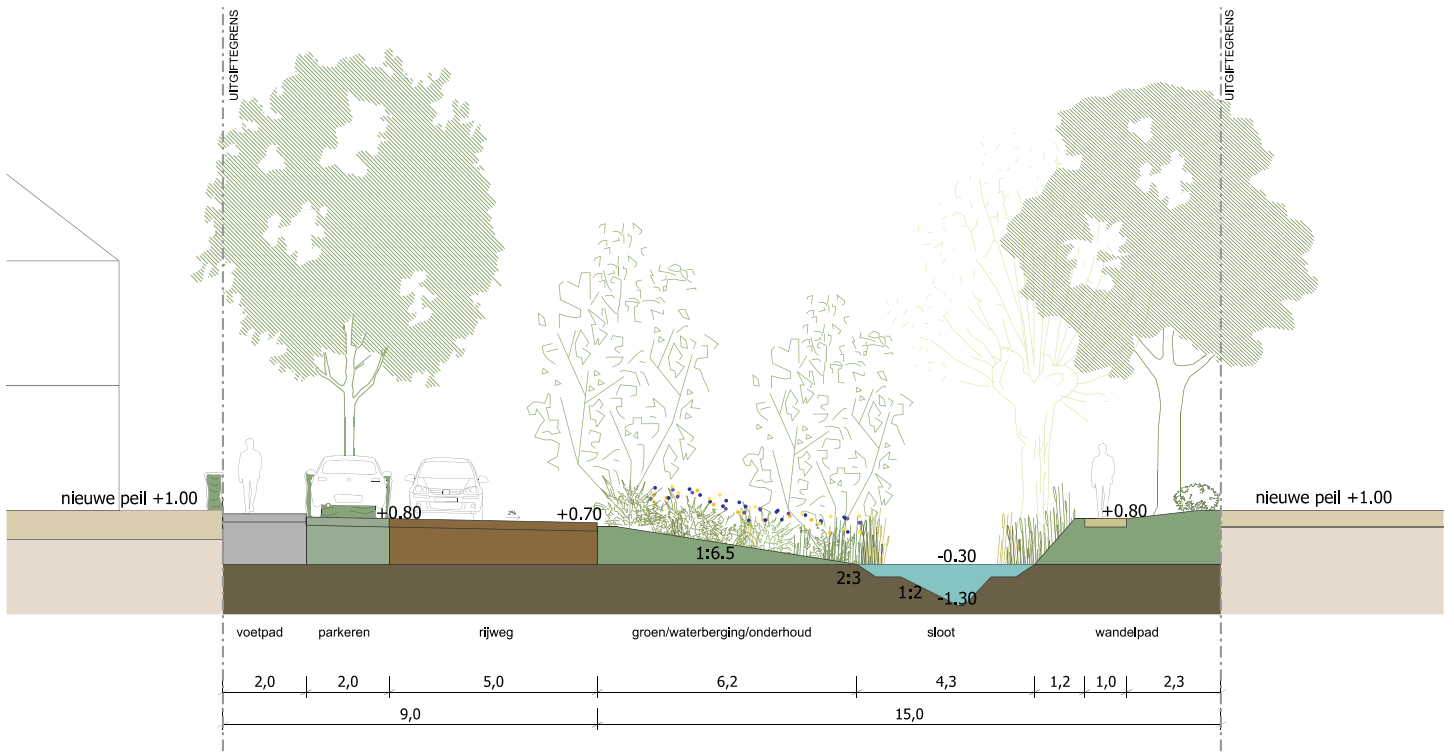 UITGIFTEGRENS
UITGIFTEGRENS
nieuwe peil +1.00
+0.80
2%
+0.70
1:6.5
2:3
1:2
-0.30
-1.30
+0.80
nieuwe peil +1.00
voetpad
parkeren
rijweg
groen/waterberging/onderhoud
sloot
wandelpad
2,0
2,0
5,0
6,2
4,3
1,2
1,0
2,3
9,0
15,0